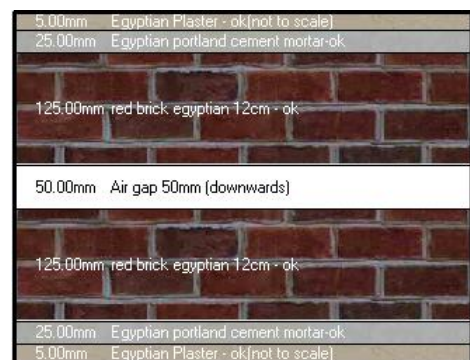 5.00mm Egyptian Plaster - ok(not to scale)
25.00mm Egyptian portland cement mortar-ok
125.00mm red brick egyptian 12cm - ok
50.00mm Air gap 50mm (downwards)
125.00mm red brick egyptian 12cm - ok
25.00mm Egyptian portland cement mortar-ok
5.00mm Egyptian Plaster - ok(not to scale)